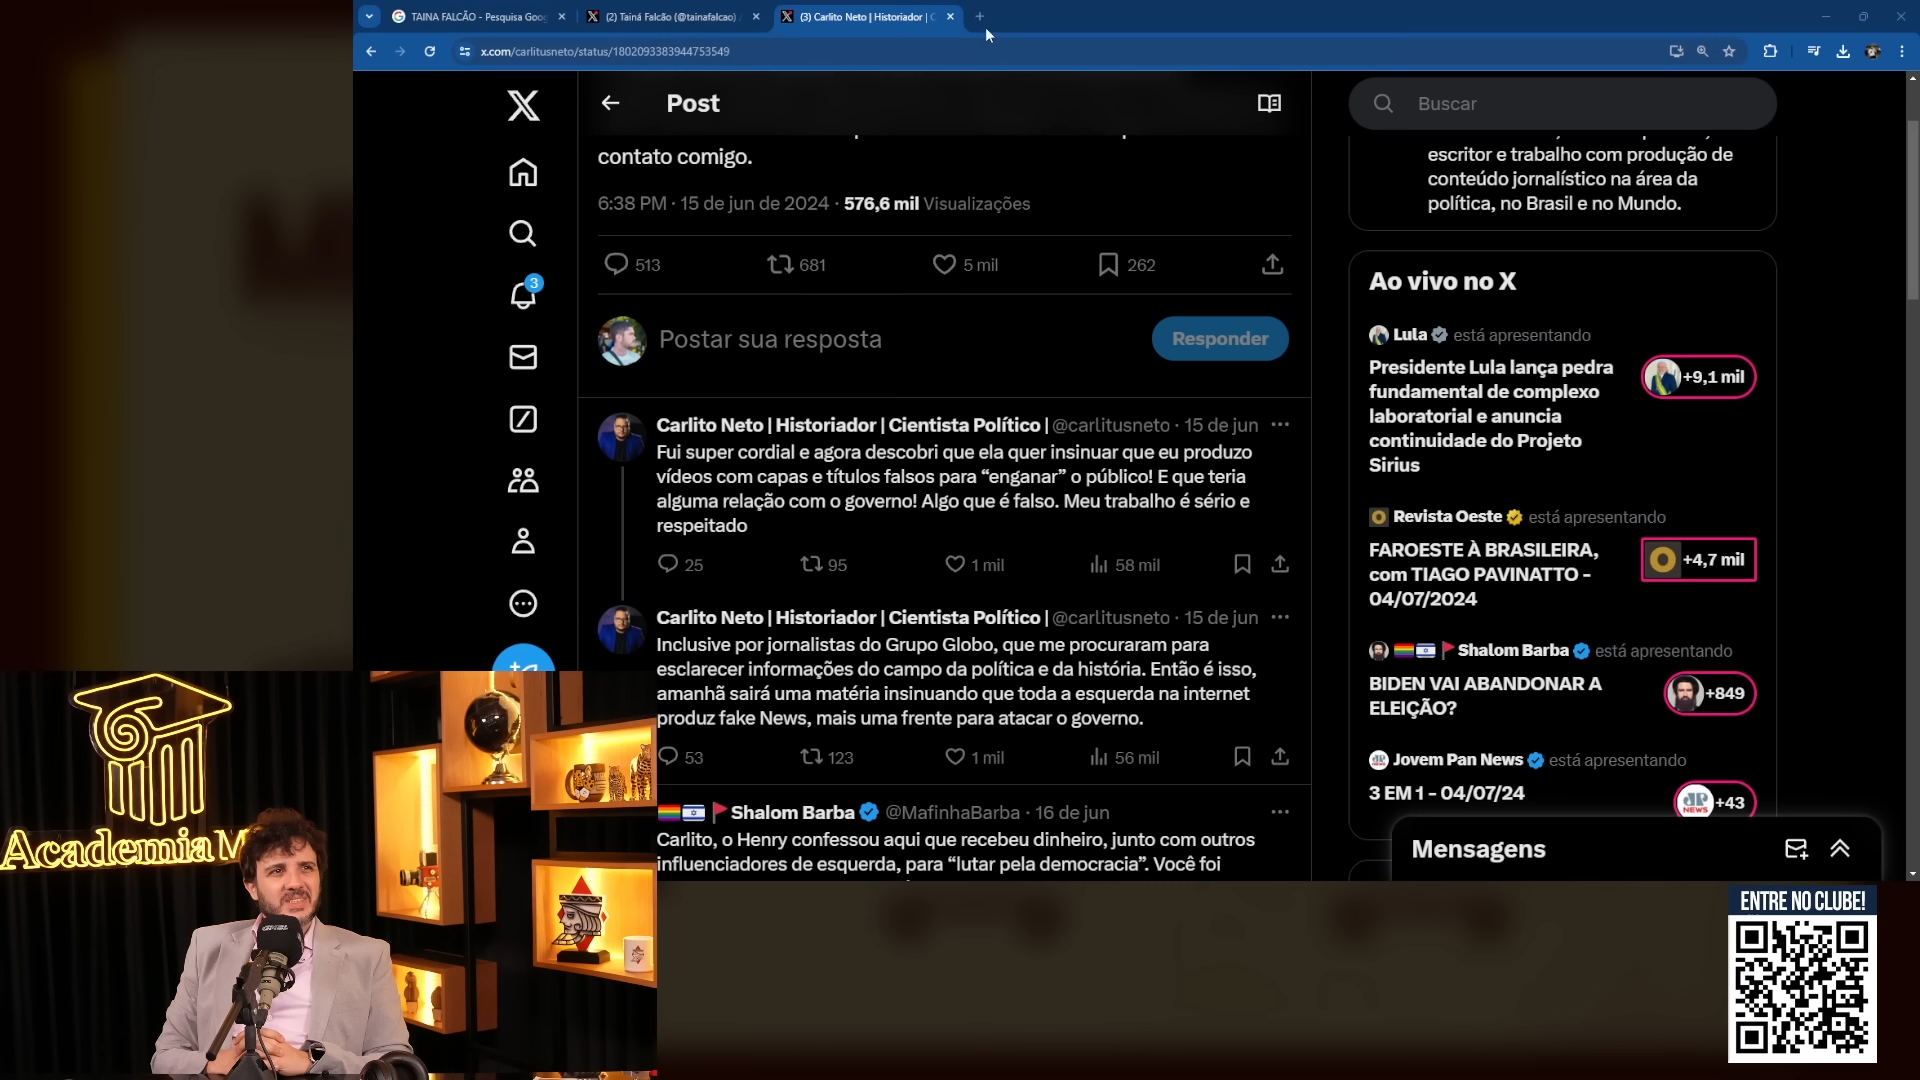 TAINA FALCÃO - Pesquisa Goog
(2) Tainá Falcão (@tainafalcao)
(3) Carlito Neto | Historiador | C
x.com/carlitusneto/status/1802093383944753549
Post
Buscar
contato comigo.
6:38 PM · 15 de jun de 2024 · 576,6 mil Visualizações
513 681 5 mil 262
Postar sua resposta
Responder
3
Carlito Neto | Historiador | Cientista Político | @carlitusneto · 15 de jun
Fui super cordial e agora descobri que ela quer insinuar que eu produzo
vídeos com capas e títulos falsos para “enganar” o público! E que teria
alguma relação com o governo! Algo que é falso. Meu trabalho é sério e
respeitado
25 95 1 mil 58 mil
Carlito Neto | Historiador | Cientista Político | @carlitusneto · 15 de jun
Inclusive por jornalistas do Grupo Globo, que me procuraram para
esclarecer informações do campo da política e da história. Então é isso,
amanhã sairá uma matéria insinuando que toda a esquerda na internet
produz fake News, mais uma frente para atacar o governo.
53 123 1 mil 56 mil
Shalom Barba @MafinhaBarba · 16 de jun
Carlito, o Henry confessou aqui que recebeu dinheiro, junto com outros
influenciadores de esquerda, para “lutar pela democracia”. Você foi
escritor e trabalho com produção de
conteúdo jornalístico na área da
política, no Brasil e no Mundo.
Ao vivo no X
Lula está apresentando
Presidente Lula lança pedra
fundamental de complexo
laboratorial e anuncia
continuidade do Projeto
Sirius
+9,1 mil
Revista Oeste está apresentando
FAROESTE À BRASILEIRA,
com TIAGO PAVINATTO -
04/07/2024
+4,7 mil
Shalom Barba está apresentando
BIDEN VAI ABANDONAR A
ELEIÇÃO?
+849
Jovem Pan News está apresentando
3 EM 1 - 04/07/24
JP
NEWS
+43
Mensagens
Academia M
ENTRE NO CLUBE!